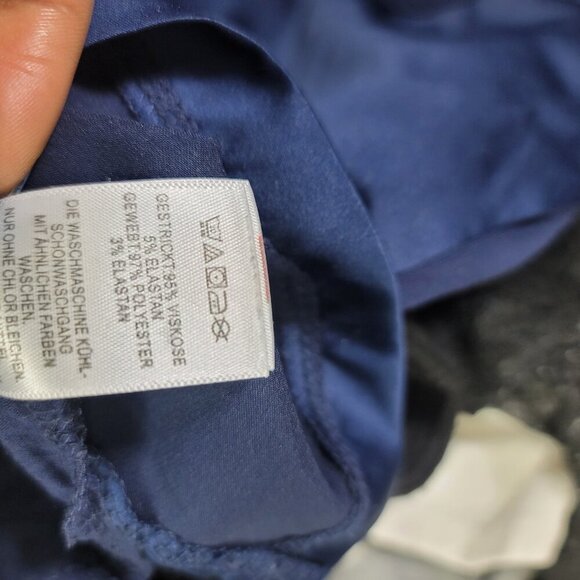 GESTRICKT:95% VISKOSE
5% ELASTAN
GEWEBT:97% POLYESTER
3% ELASTAN
DIE WASCHMASCHINE KÜHL-
SCHONWASCHGANG
MIT ÄHNLICHEN FARBEN
WASCHEN.
NUR OHNE CHLOR BLEICHEN.